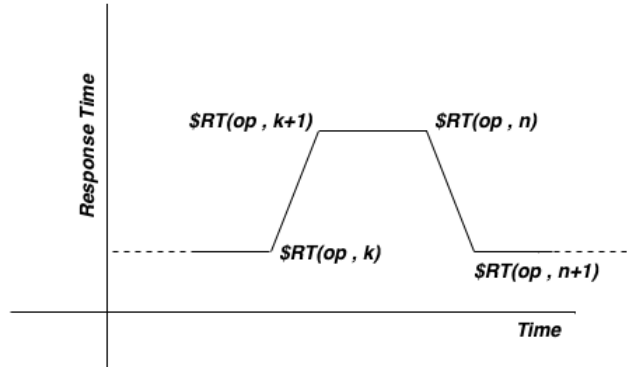 Response Time
$RT(op , k+1)
$RT(op , n)
$RT(op , k)
$RT(op , n+1)
Time